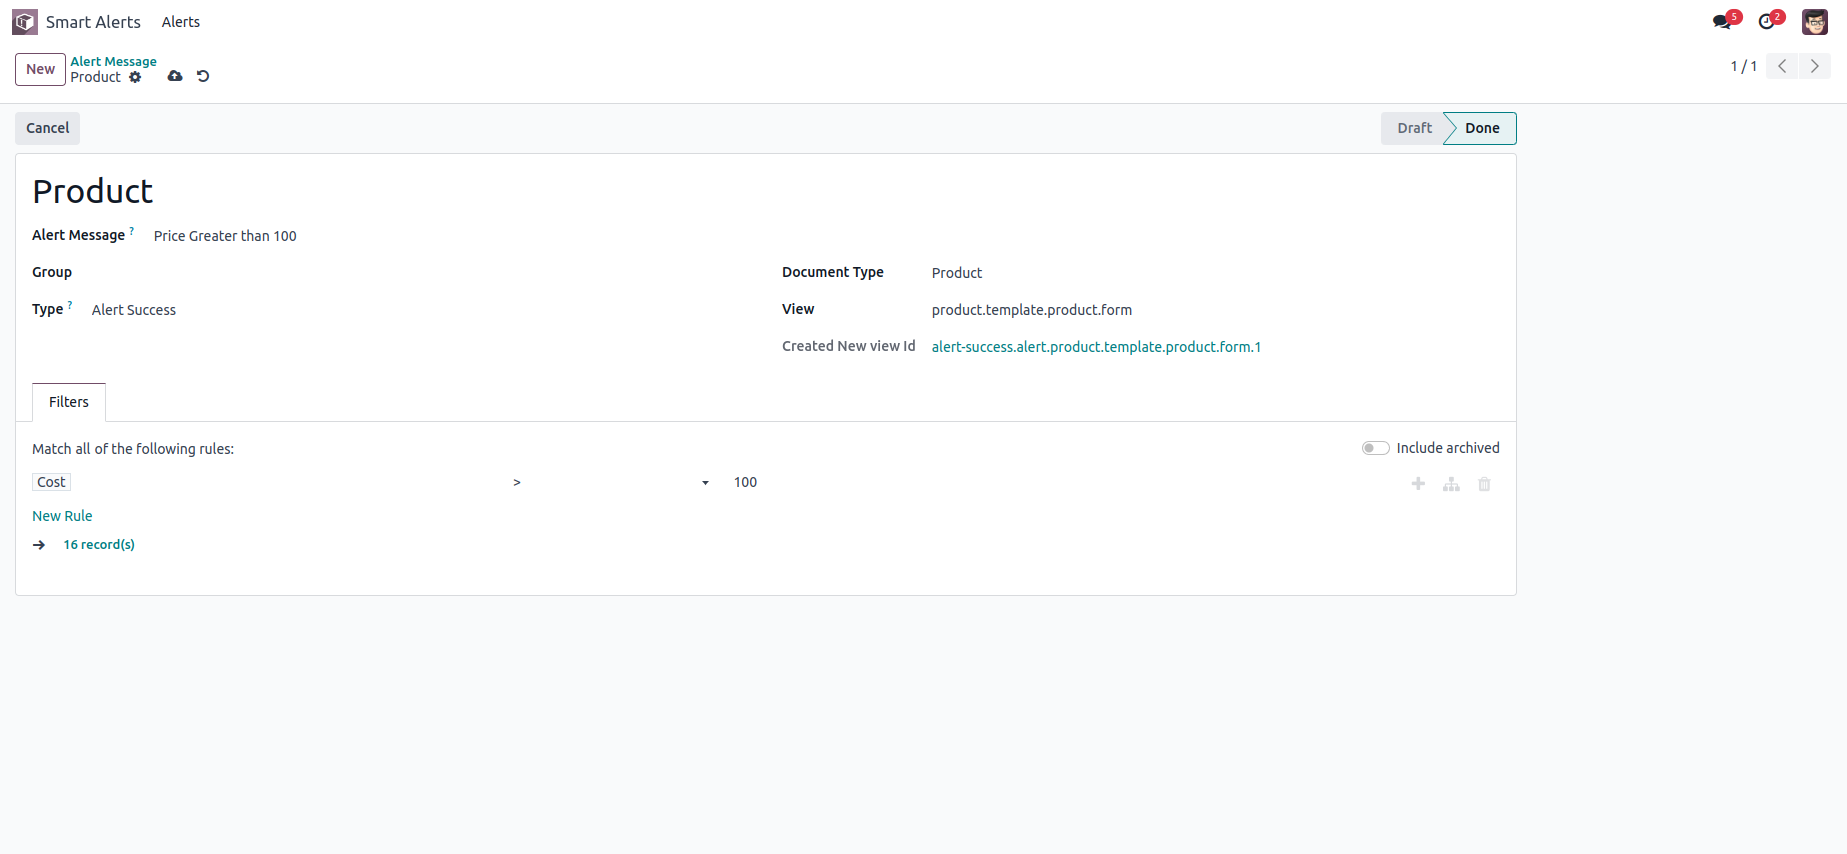 Smart Alerts Alerts 5 2
New Alert Message
Product 1 / 1
Cancel Draft Done
Product
Alert Message ? Price Greater than 100
Group Document Type Product
Type ? Alert Success View product.template.product.form
Created New view Id alert-success.alert.product.template.product.form.1
Filters
Match all of the following rules: Include archived
Cost > 100
New Rule
16 record(s)